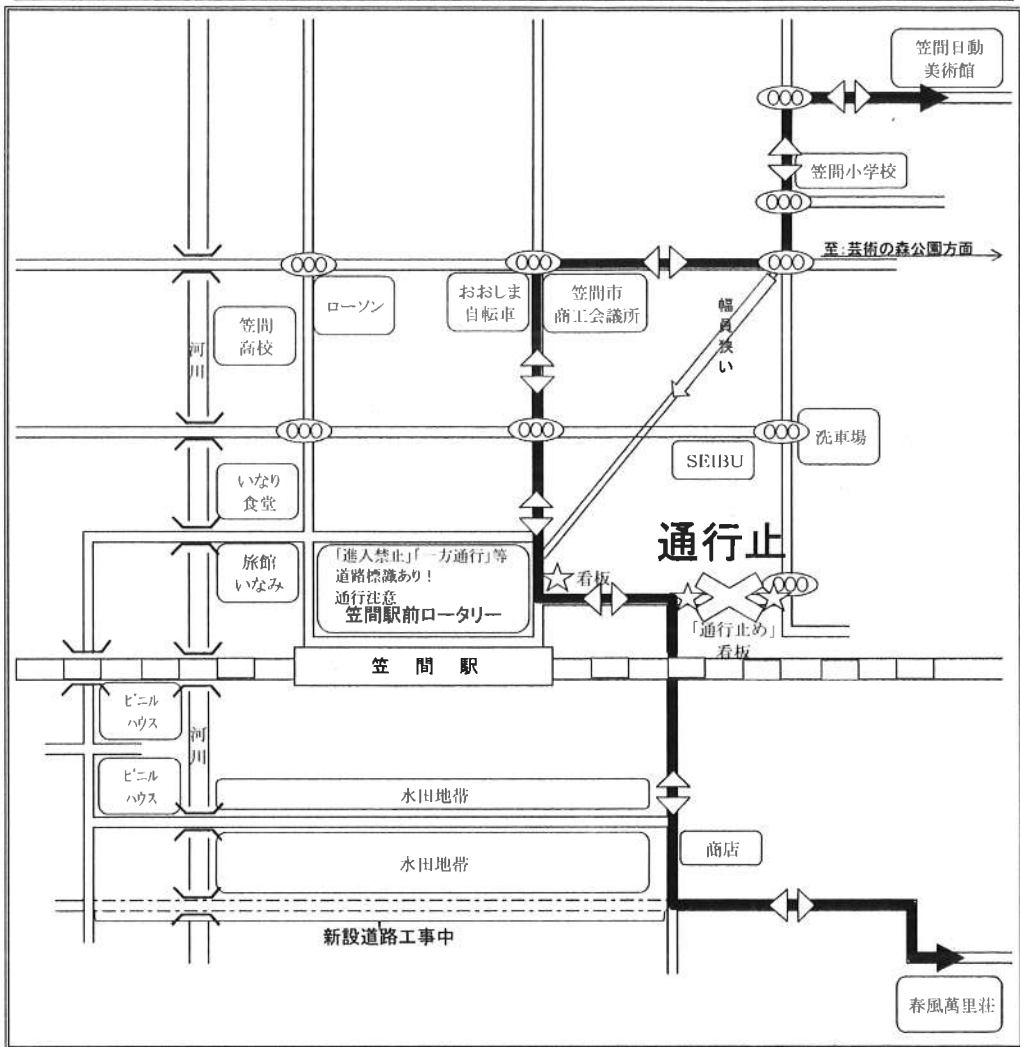 笠間日動
美術館
笠間小学校
至:芸術の森公園方面
ローソン
おおしま
自転車
笠間市
商工会議所
笠間
高校
河川
幅員狭い
洗車場
SEIBU
いなり
食堂
通行止
旅館
いなみ
「進入禁止」「一方通行」等
道路標識あり!
通行注意
笠間駅前ロータリー
看板
「通行止め」
看板
笠間駅
ビニル
ハウス
河川
ビニル
ハウス
水田地帯
商店
水田地帯
新設道路工事中
春風萬里荘